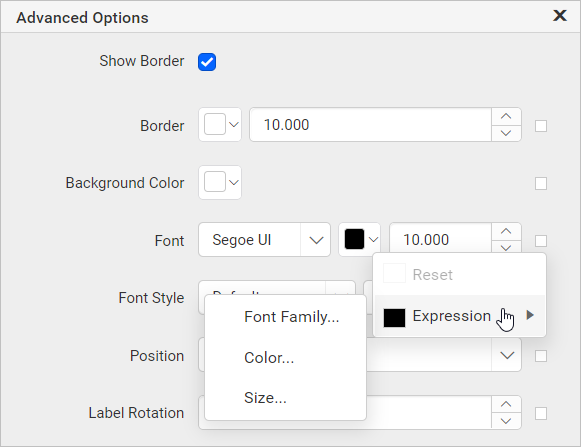 Advanced Options
Show Border
Border 10.000
Background Color
Font Segoe UI 10.000
Reset
Font Style
Expression
Font Family...
Position
Color...
Size...
Label Rotation